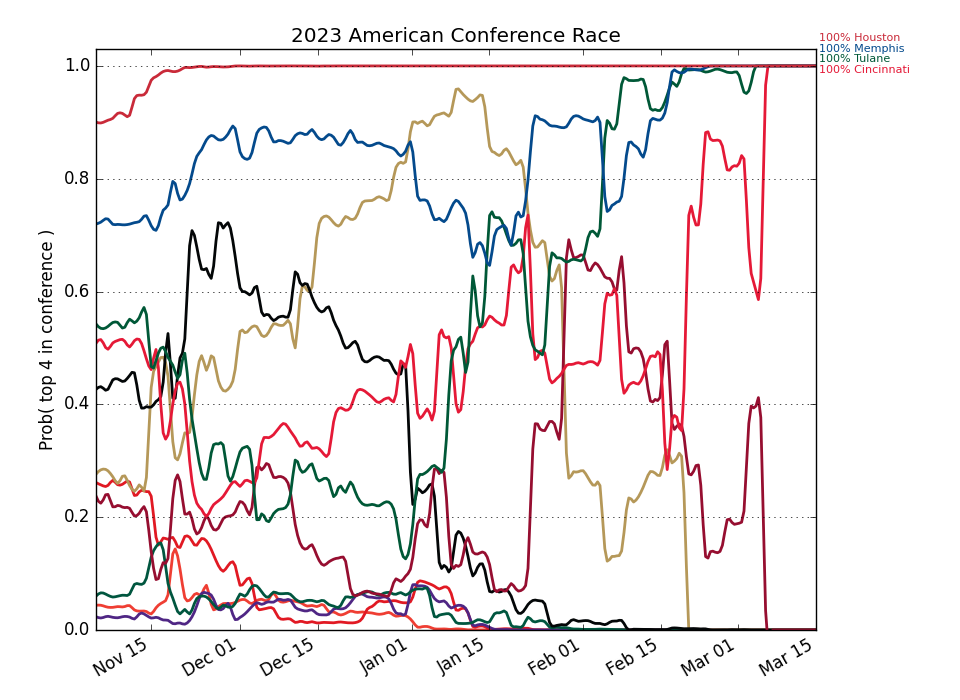 2023 American Conference Race
100% Houston
100% Memphis
100% Tulane
100% Cincinnati
Prob( top 4 in conference )
1.0
0.8
0.6
0.4
0.2
0.0
Nov 15
Dec 01
Dec 15
Jan 01
Jan 15
Feb 01
Feb 15
Mar 01
Mar 15